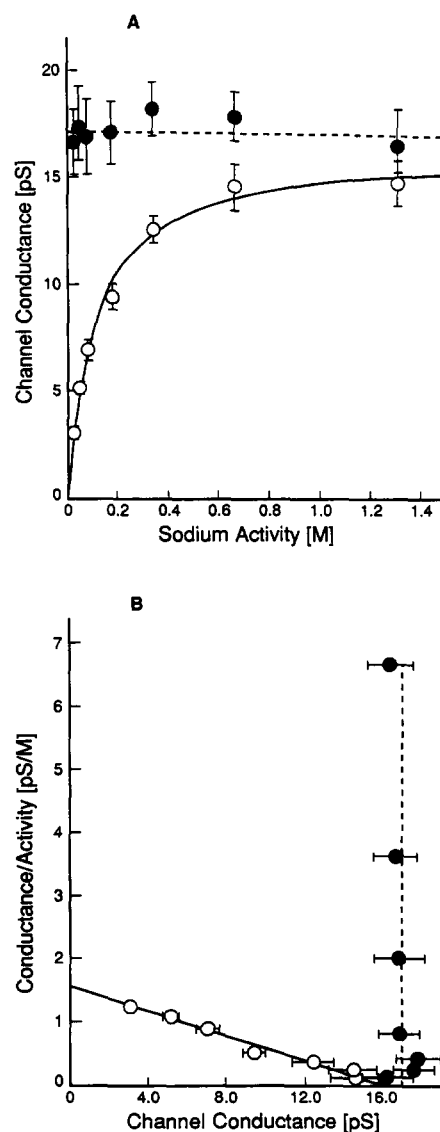 A
20
15
10
5
0
Channel Conductance [pS]
0 0.2 0.4 0.6 0.8 1.0 1.2 1.4
Sodium Activity [M]
B
7
6
5
4
3
2
1
0
Conductance/Activity [pS/M]
0 4.0 8.0 12.0 16.0
Channel Conductance [pS]